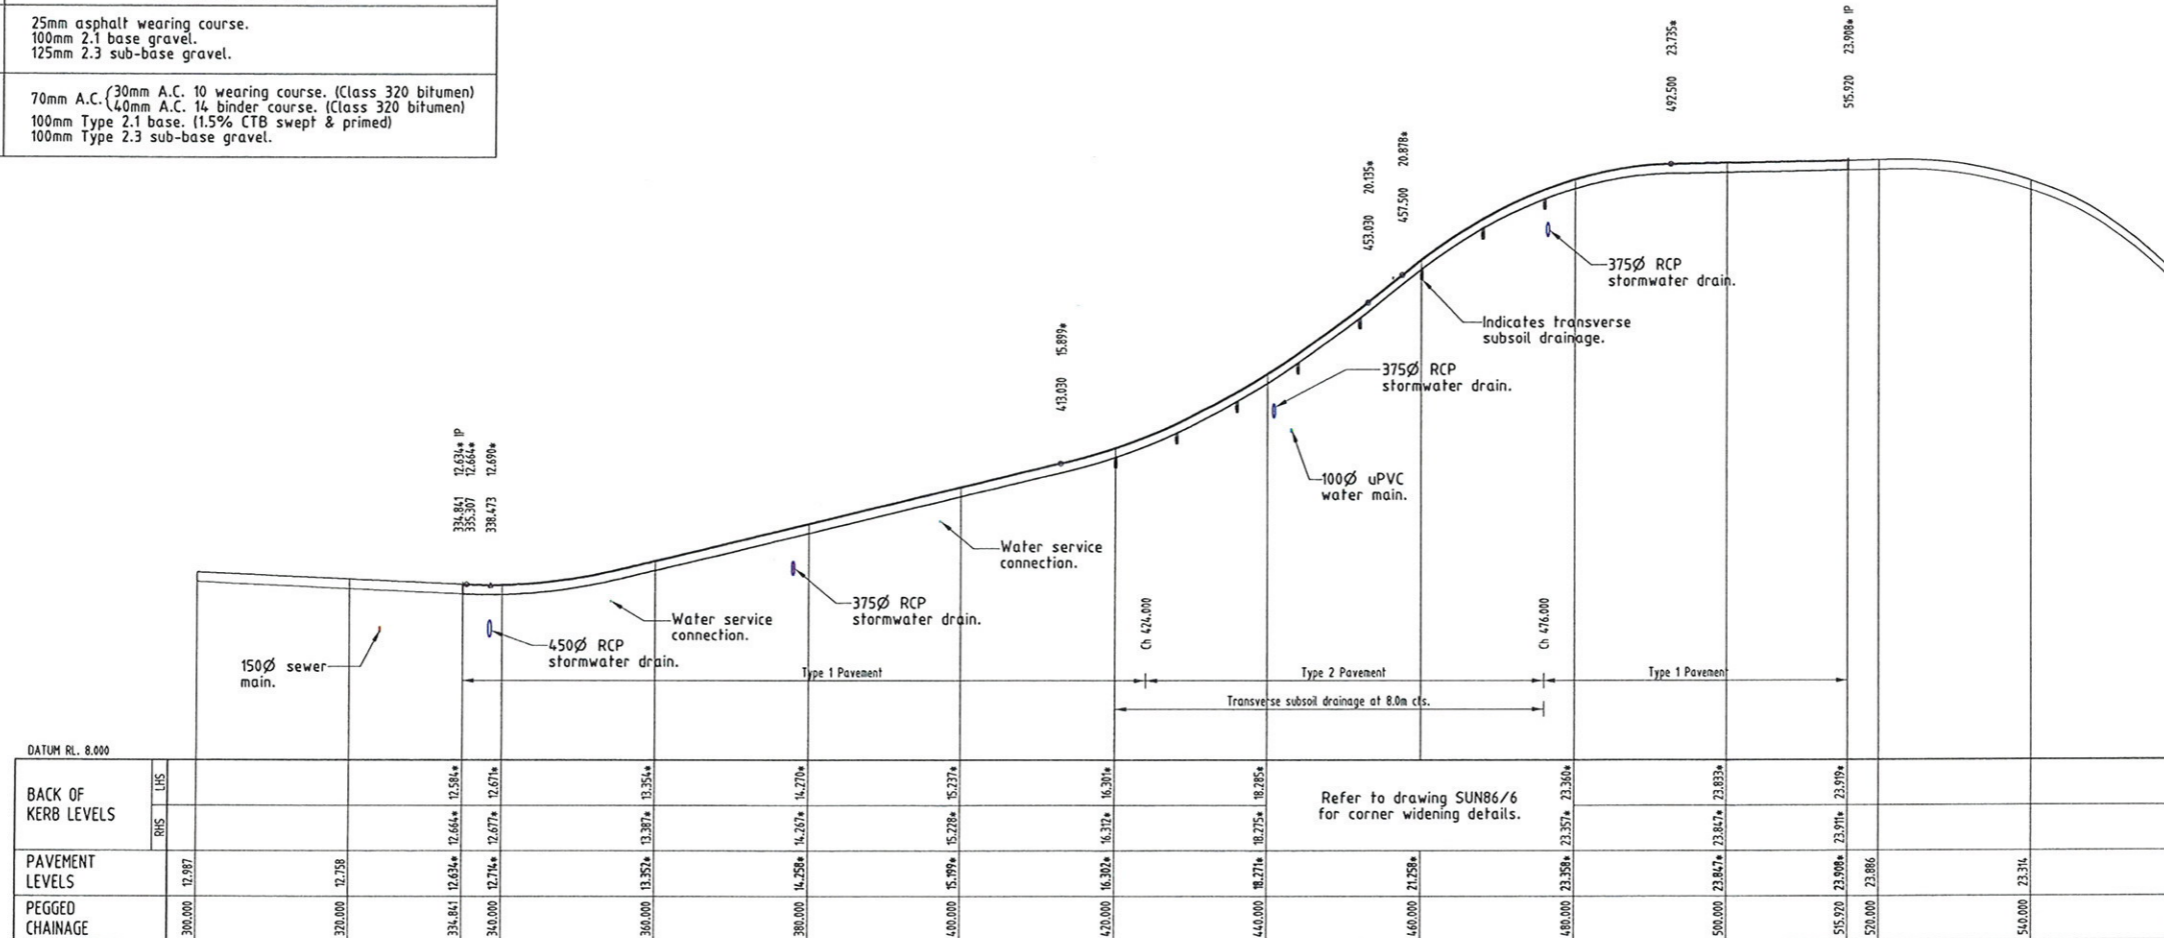 25mm asphalt wearing course.
100mm 2.1 base gravel.
125mm 2.3 sub-base gravel.
70mm A.C. { 30mm A.C. 10 wearing course. (Class 320 bitumen)
40mm A.C. 14 binder course. (Class 320 bitumen)
100mm Type 2.1 base. (1.5% CTB swept & primed)
100mm Type 2.3 sub-base gravel.
334.841 12.634* IP
335.307 12.664*
338.473 12.690*
413.030 15.899*
453.030 20.135*
457.500 20.878*
492.500 23.735*
515.920 23.908* IP
375Ø RCP
stormwater drain.
Indicates transverse
subsoil drainage.
375Ø RCP
stormwater drain.
100Ø uPVC
water main.
Water service
connection.
375Ø RCP
stormwater drain.
Water service
connection.
450Ø RCP
stormwater drain.
150Ø sewer
main.
Ch 424.000
Ch 476.000
Type 1 Pavement
Type 2 Pavement
Type 1 Pavement
Transverse subsoil drainage at 8.0m cts.
DATUM RL. 8.000
BACK OF
KERB LEVELS
LHS
12.584* 12.671* 13.354* 14.270* 15.237* 16.301* 18.285* 23.360* 23.833* 23.919*
RHS
12.664* 12.677* 13.387* 14.267* 15.228* 16.312* 18.275* 23.357* 23.847* 23.911*
Refer to drawing SUN86/6
for corner widening details.
PAVEMENT
LEVELS
12.987 12.758 12.634* 12.714* 13.352* 14.258* 15.199* 16.302* 18.271* 21.258* 23.358* 23.847* 23.908* 23.886 23.314
PEGGED
CHAINAGE
300.000 320.000 334.841 340.000 360.000 380.000 400.000 420.000 440.000 460.000 480.000 500.000 515.920 520.000 540.000